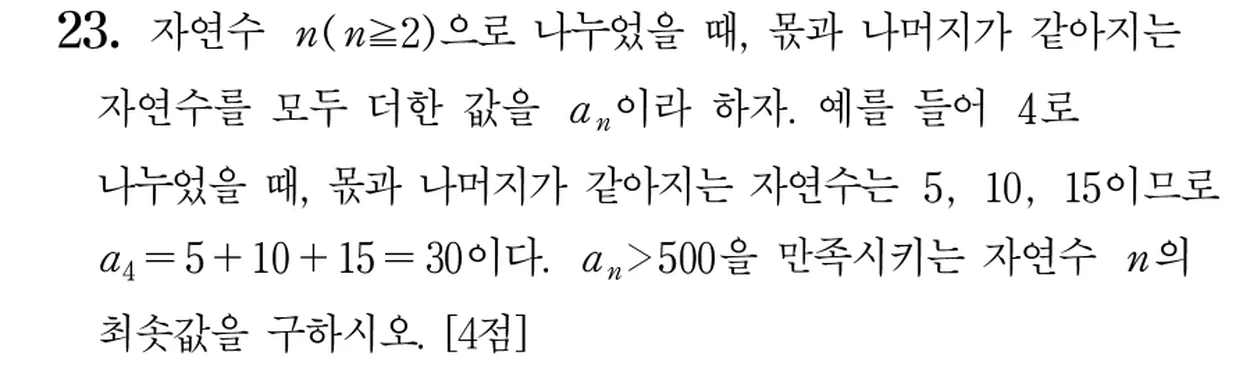 23. 자연수 n(n≧2)으로 나누었을 때, 몫과 나머지가 같아지는
자연수를 모두 더한 값을 aₙ이라 하자. 예를 들어 4로
나누었을 때, 몫과 나머지가 같아지는 자연수는 5, 10, 15이므로
a₄=5+10+15=30이다. aₙ>500을 만족시키는 자연수 n의
최솟값을 구하시오. [4점]